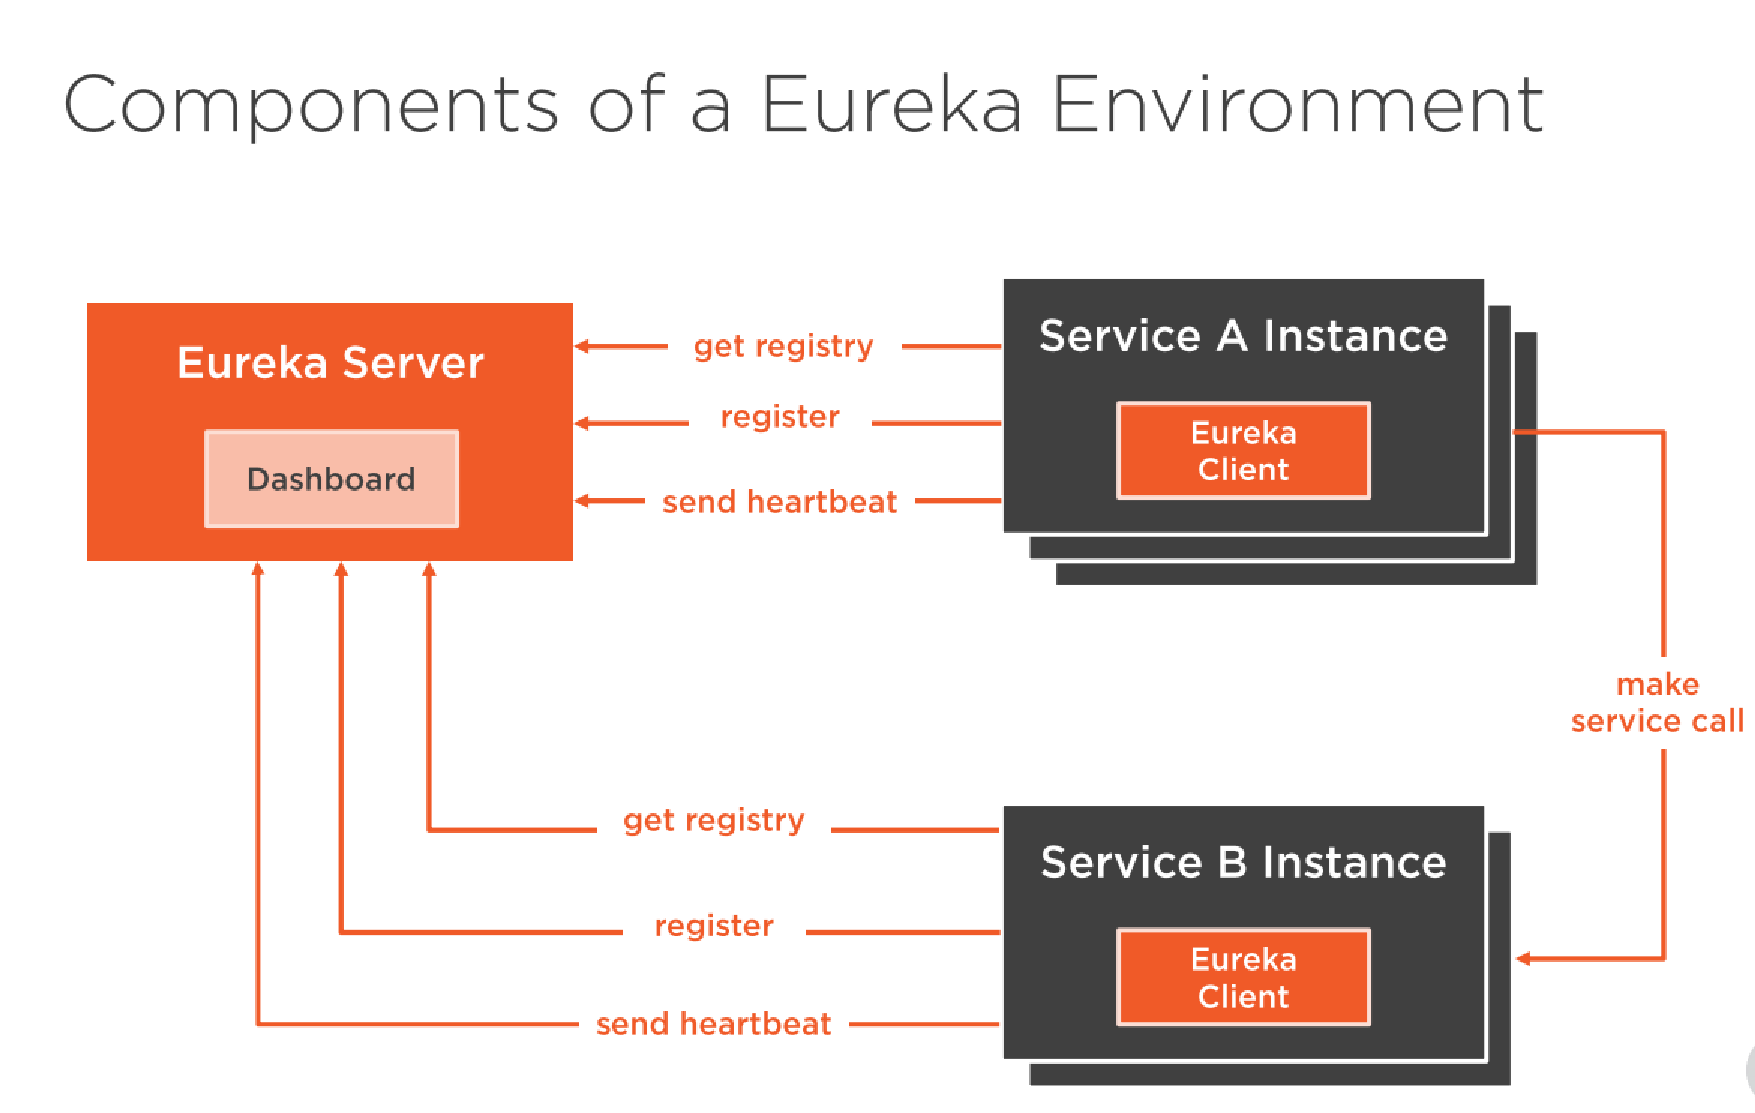 Components of a Eureka Environment
Eureka Server
Dashboard
get registry
register
send heartbeat
Service A Instance
Eureka
Client
make
service call
get registry
register
send heartbeat
Service B Instance
Eureka
Client